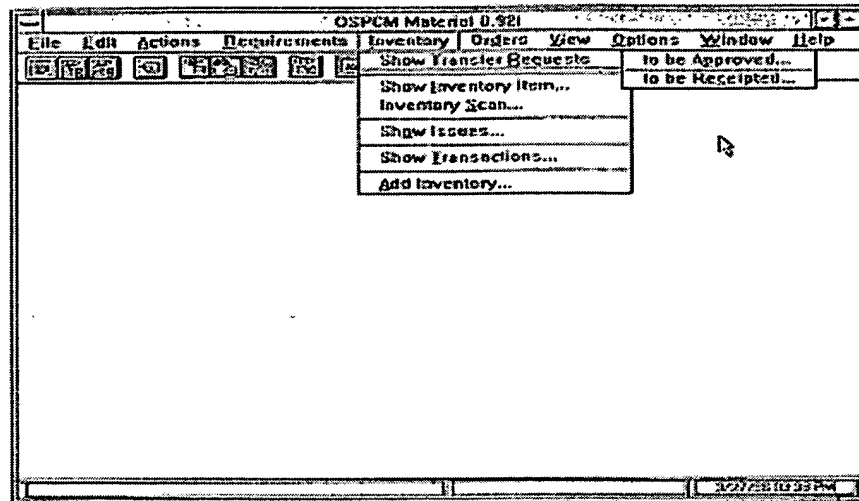 OSPCM Material 0.92I
File Edit Actions Requirements Inventory Orders View Options Window Help
Show Transfer Requests
To be Approved...
To be Receipted...
Show Inventory Item...
Inventory Scan...
Show Issues...
Show Transactions...
Add Inventory...